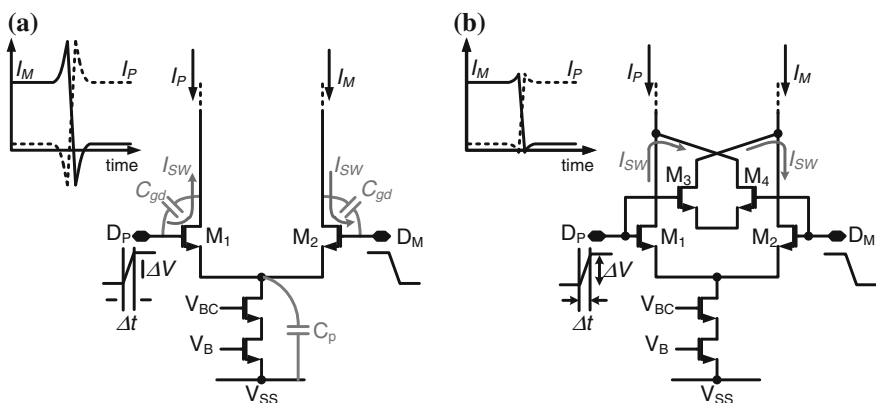 (a)
I_M
I_P
time
I_P
I_M
I_SW
I_SW
C_gd
C_gd
D_P
M_1
M_2
D_M
ΔV
Δt
V_BC
V_B
C_p
V_SS
(b)
I_M
I_P
time
I_P
I_M
I_SW
I_SW
M_3
M_4
D_P
M_1
M_2
D_M
ΔV
Δt
V_BC
V_B
V_SS